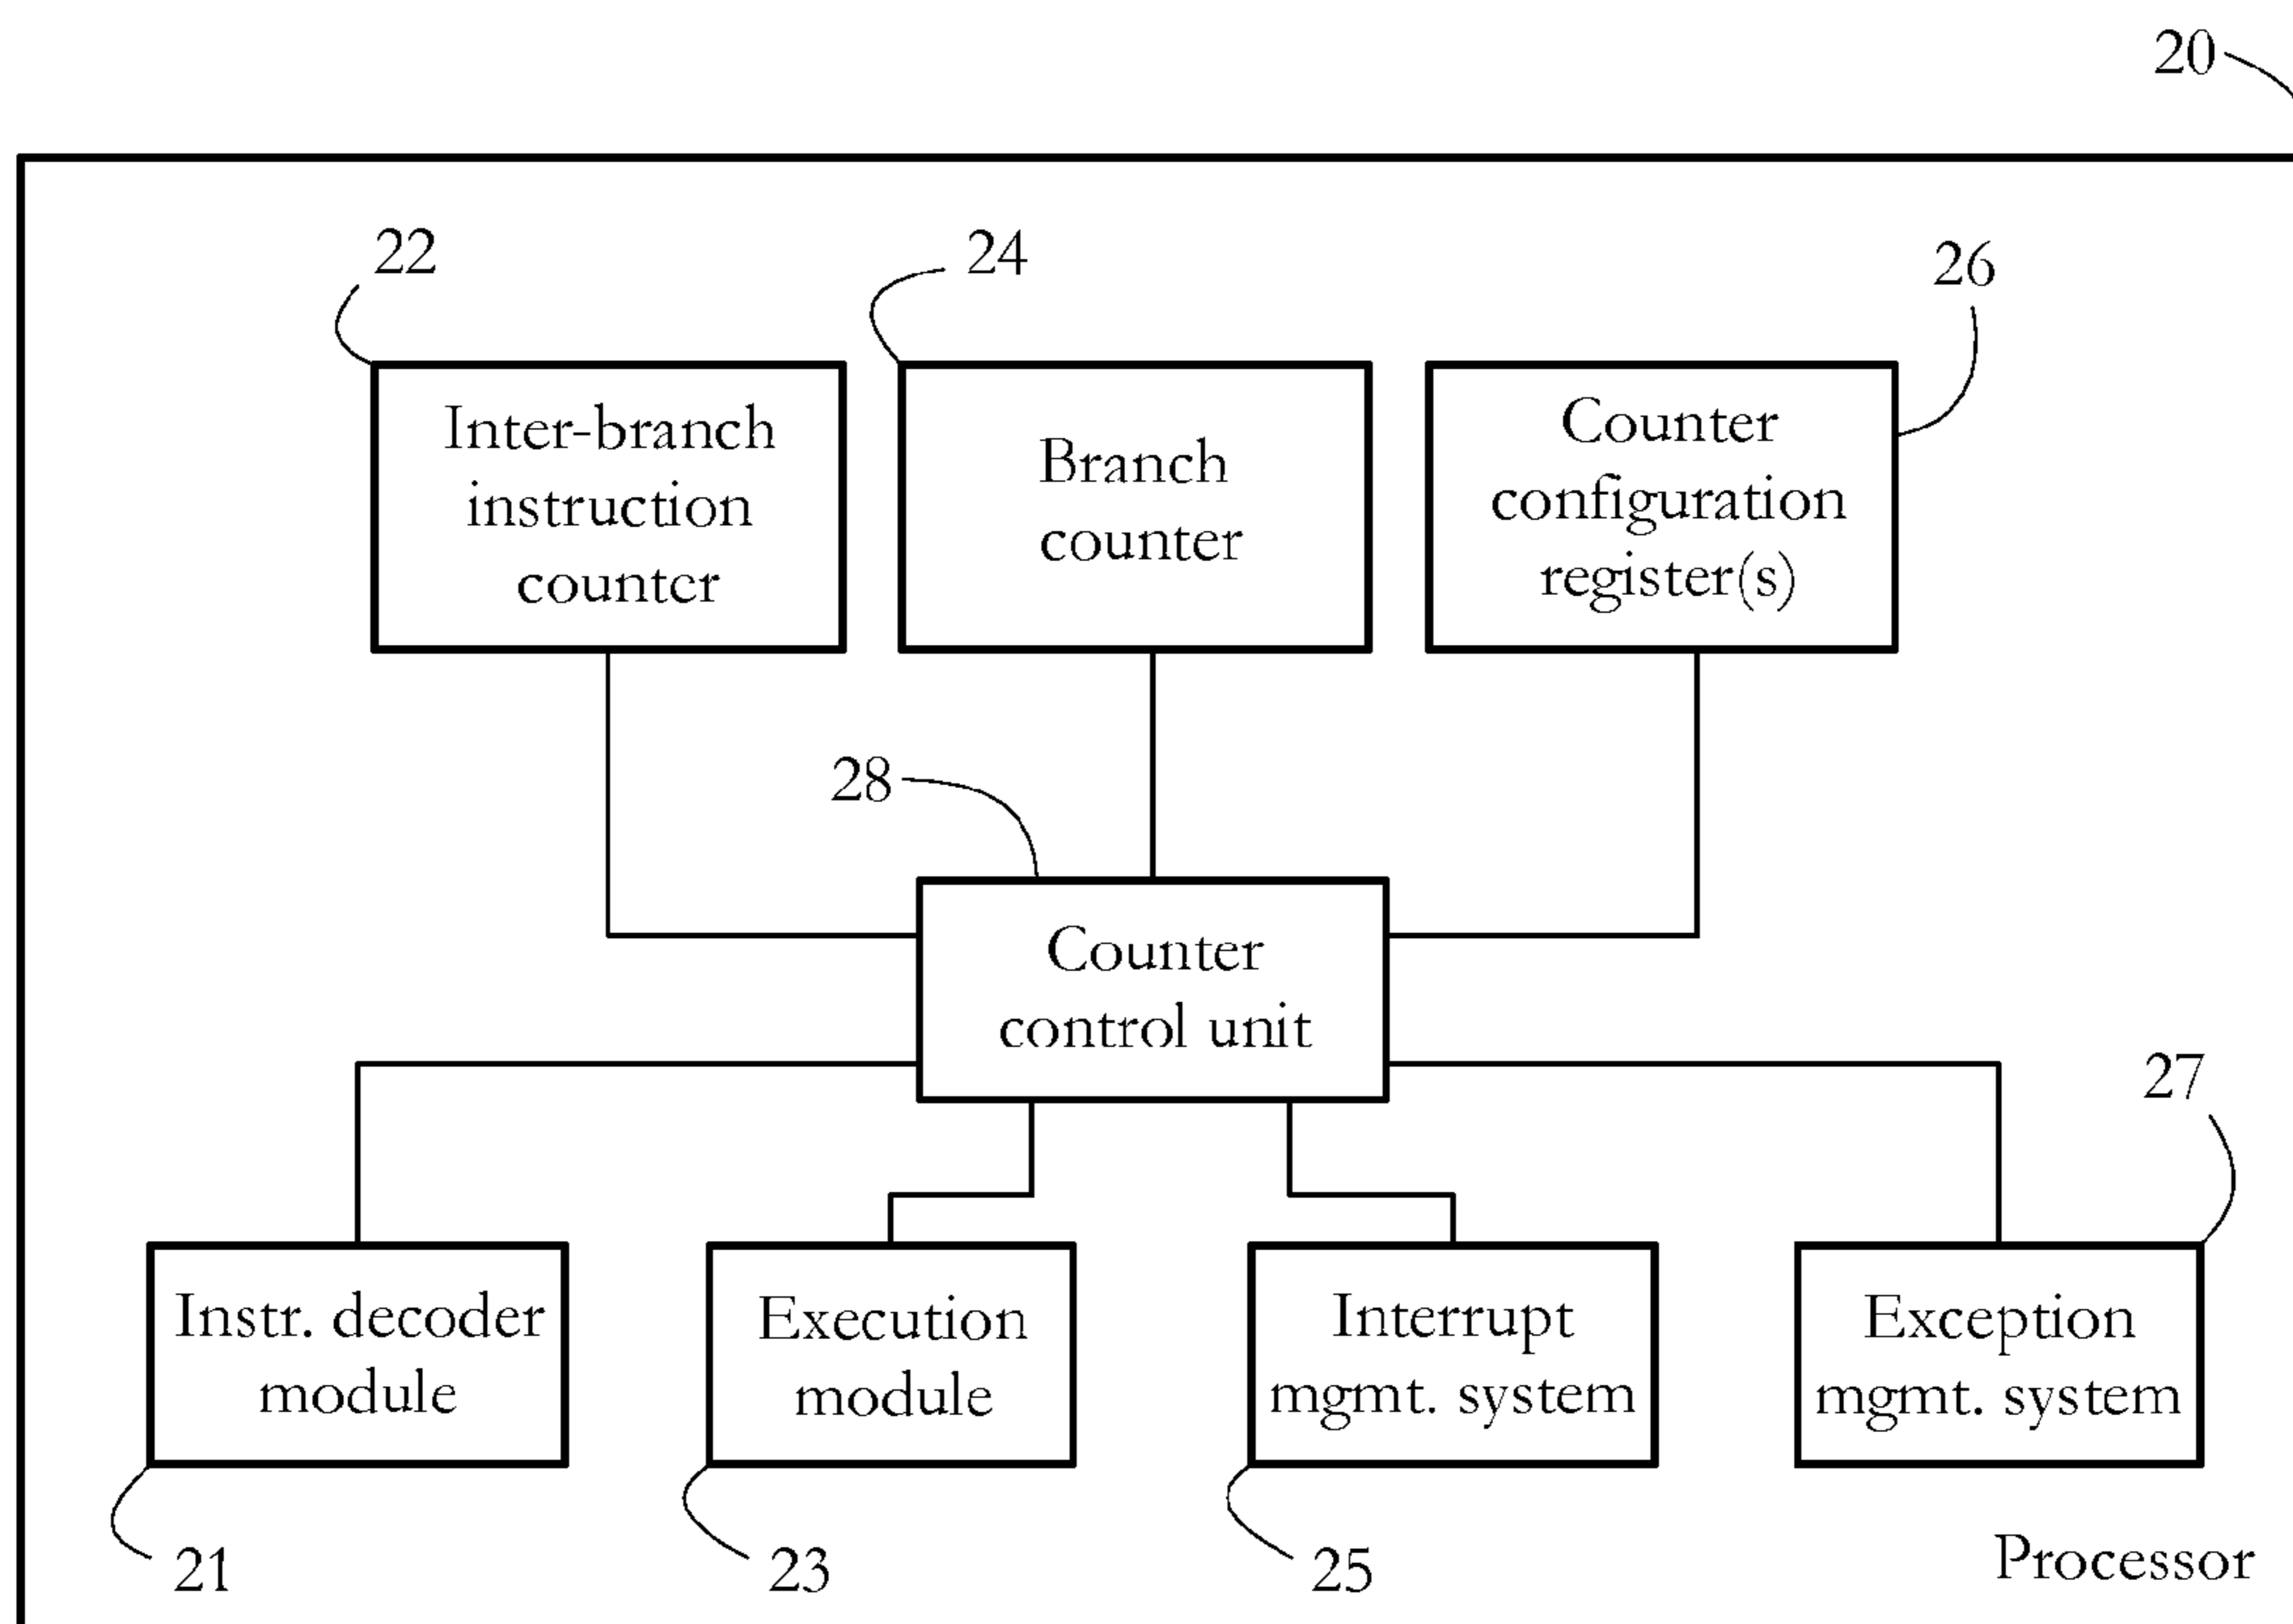 20
22
24
26
Inter-branch
instruction
counter
Branch
counter
Counter
configuration
register(s)
28
Counter
control unit
27
Instr. decoder
module
Execution
module
Interrupt
mgmt. system
Exception
mgmt. system
21
23
25
Processor